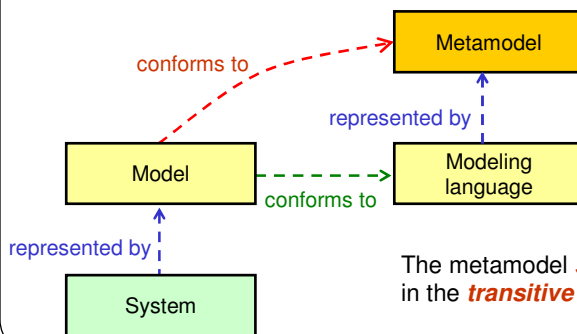 Metamodel
conforms to
represented by
Model
Modeling
language
conforms to
represented by
System
The metamodel
in the transitive